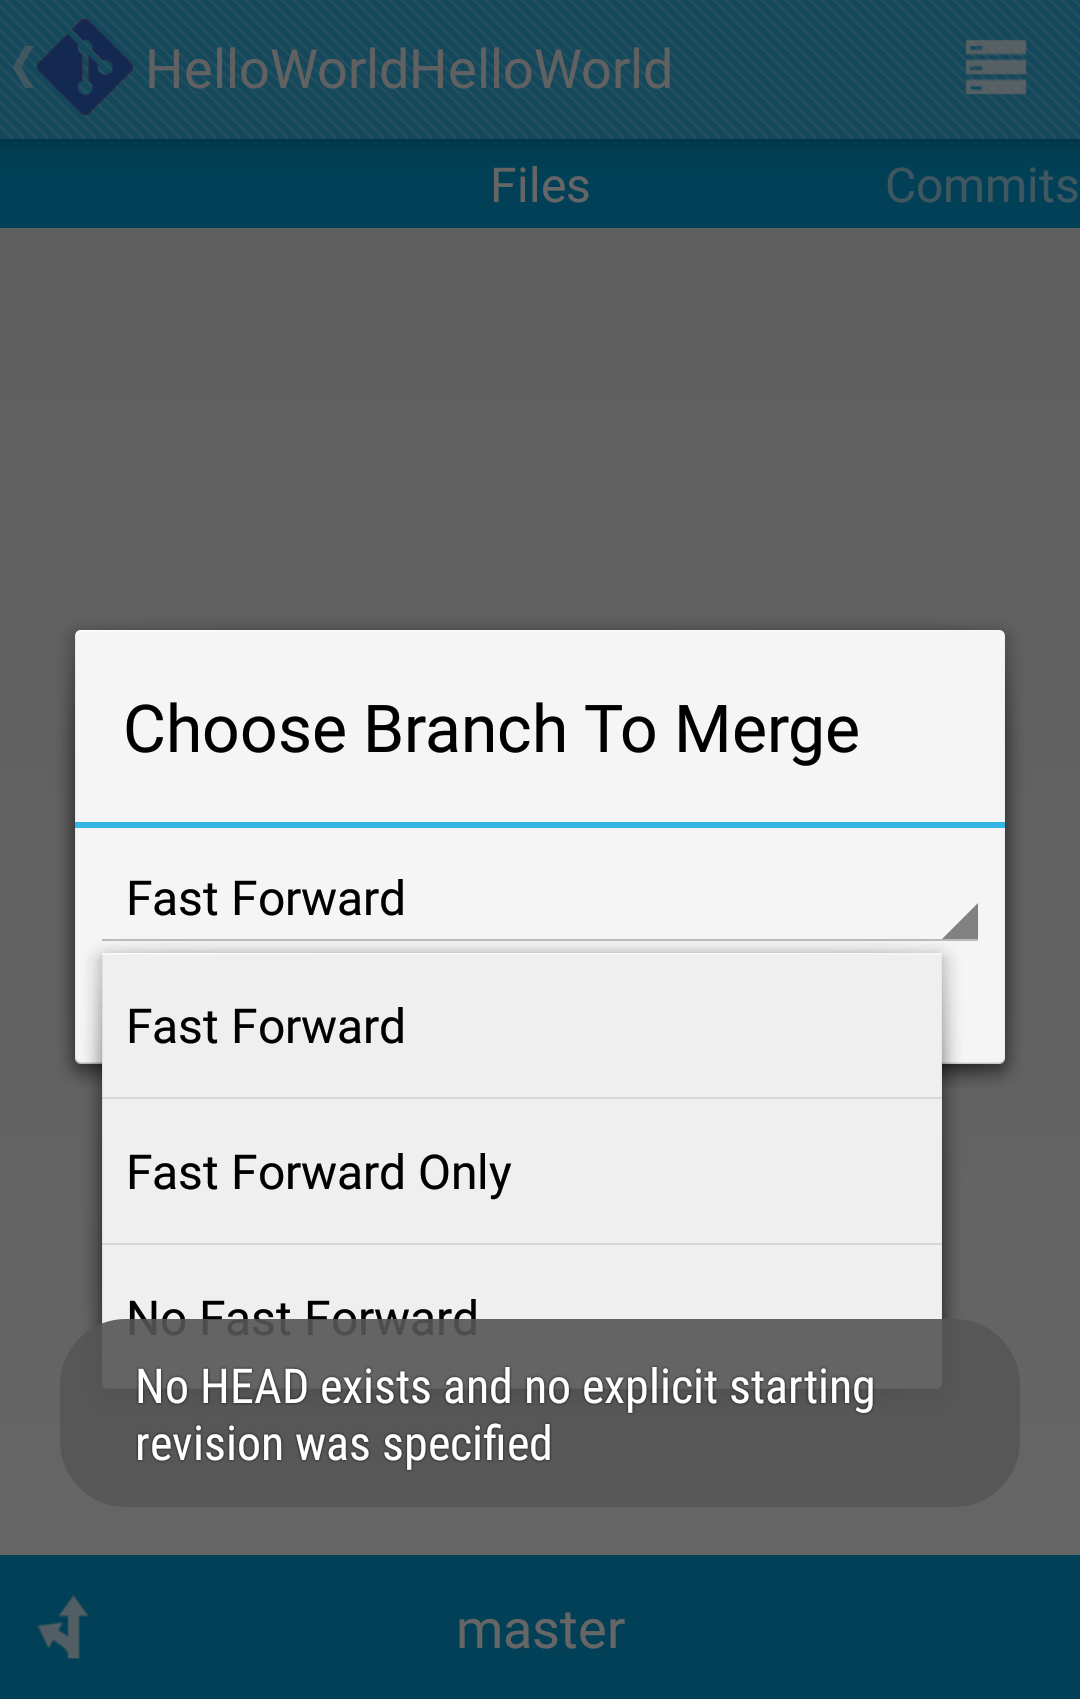 HelloWorldHelloWorld
Files
Commits
Choose Branch To Merge
Fast Forward
Fast Forward
Fast Forward Only
No Fast Forward
No HEAD exists and no explicit starting
revision was specified
master